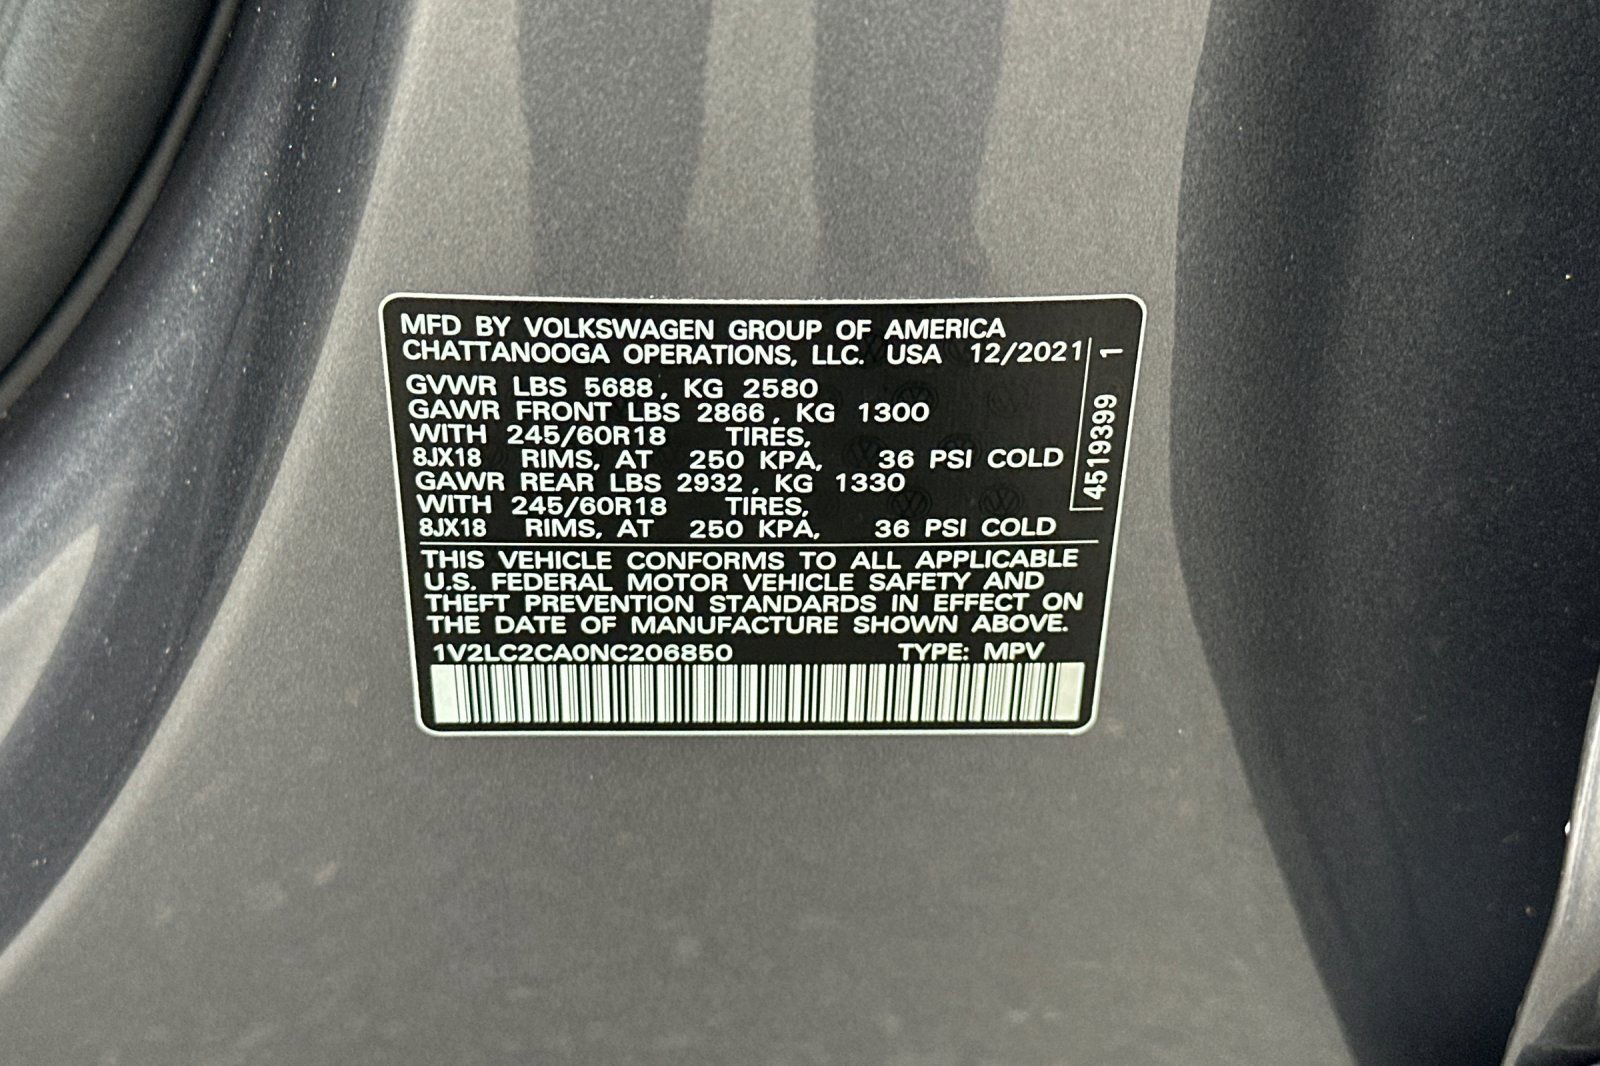 MFD BY VOLKSWAGEN GROUP OF AMERICA
CHATTANOOGA OPERATIONS, LLC. USA 12/2021
GVWR LBS 5688, KG 2580
GAWR FRONT LBS 2866, KG 1300
WITH 245/60R18 TIRES,
8JX18 RIMS, AT 250 KPA, 36 PSI COLD
GAWR REAR LBS 2932, KG 1330
WITH 245/60R18 TIRES,
8JX18 RIMS, AT 250 KPA, 36 PSI COLD
4519399 1
THIS VEHICLE CONFORMS TO ALL APPLICABLE
U.S. FEDERAL MOTOR VEHICLE SAFETY AND
THEFT PREVENTION STANDARDS IN EFFECT ON
THE DATE OF MANUFACTURE SHOWN ABOVE.
1V2LC2CA0NC206850 TYPE: MPV